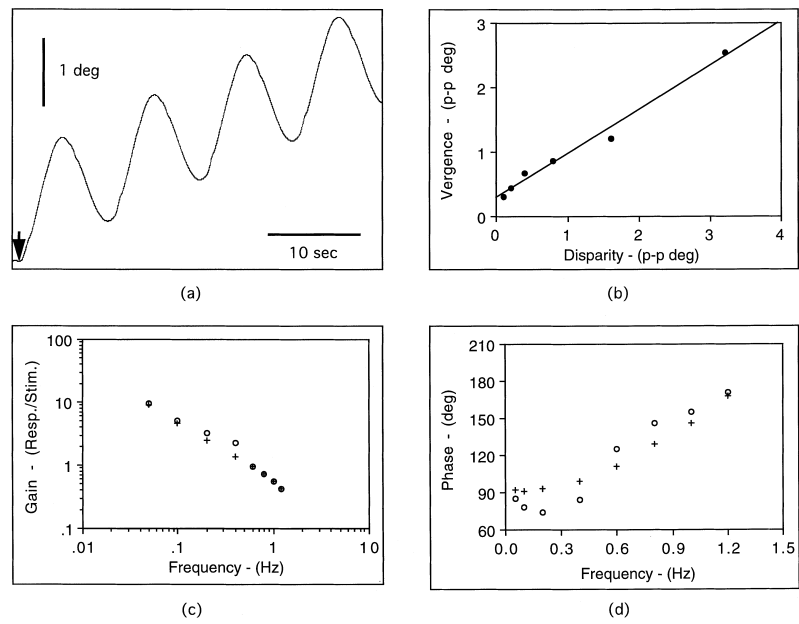 1 deg
10 sec
(a)
3
2
1
0
0 1 2 3 4
Vergence - (p-p deg)
Disparity - (p-p deg)
(b)
100
10
1
.1
.01 .1 1 10
Gain - (Resp./Stim.)
Frequency - (Hz)
(c)
210
180
150
120
90
60
0.0 0.3 0.6 0.9 1.2 1.5
Phase - (deg)
Frequency - (Hz)
(d)